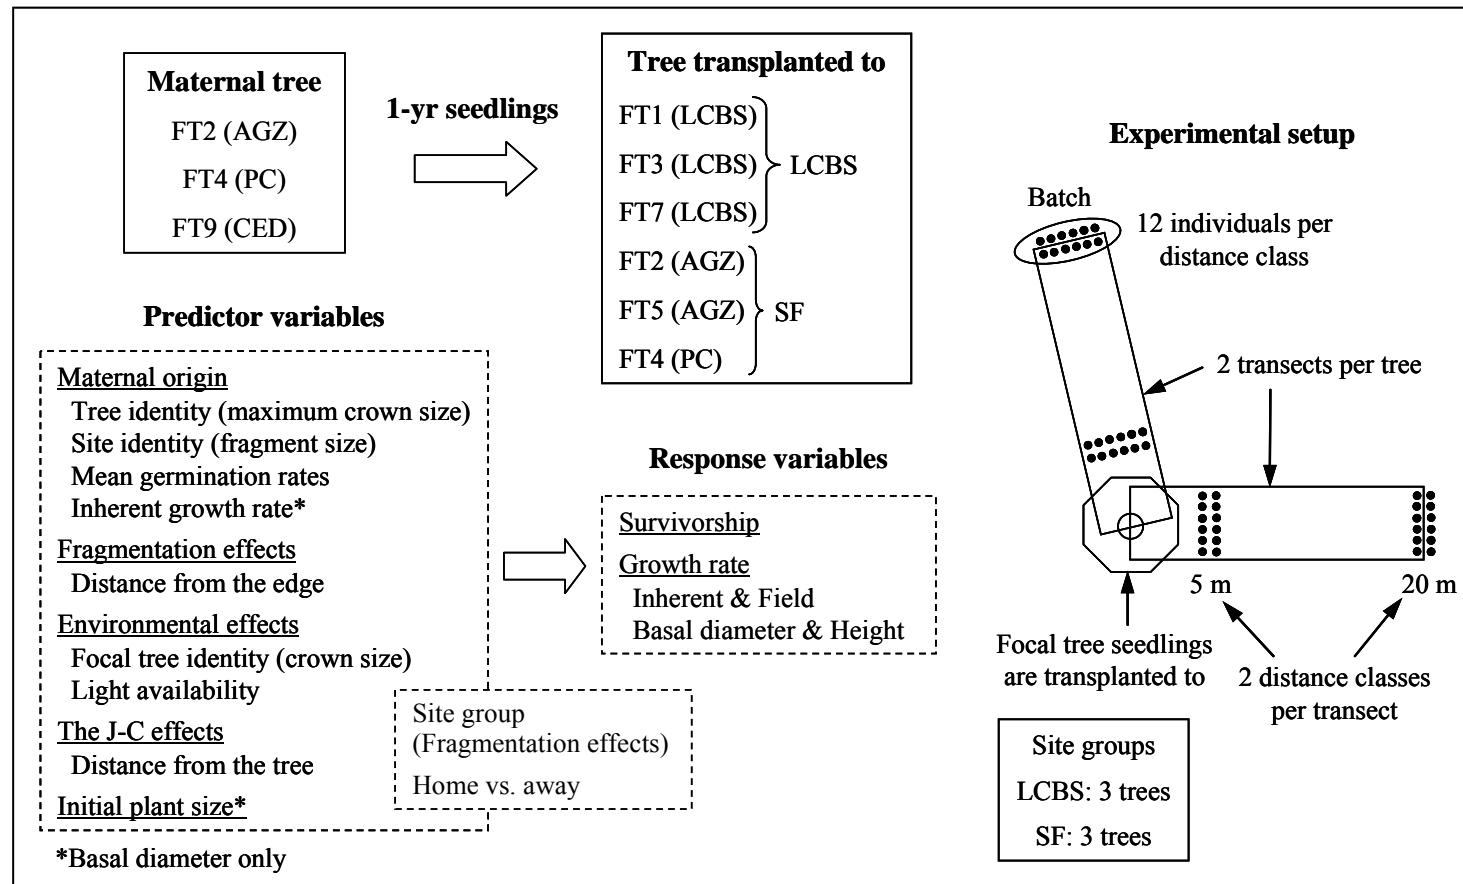 Maternal tree
FT2 (AGZ)
FT4 (PC)
FT9 (CED)
1-yr seedlings
Tree transplanted to
FT1 (LCBS)
FT3 (LCBS)
FT7 (LCBS)
LCBS
FT2 (AGZ)
FT5 (AGZ)
FT4 (PC)
SF
Predictor variables
Maternal origin
Tree identity (maximum crown size)
Site identity (fragment size)
Mean germination rates
Inherent growth rate*
Fragmentation effects
Distance from the edge
Environmental effects
Focal tree identity (crown size)
Light availability
The J-C effects
Distance from the tree
Initial plant size*
*Basal diameter only
Site group
(Fragmentation effects)
Home vs. away
Response variables
Survivorship
Growth rate
Inherent & Field
Basal diameter & Height
Experimental setup
Batch
12 individuals per
distance class
2 transects per tree
5 m
20 m
Focal tree seedlings
are transplanted to
2 distance classes
per transect
Site groups
LCBS: 3 trees
SF: 3 trees